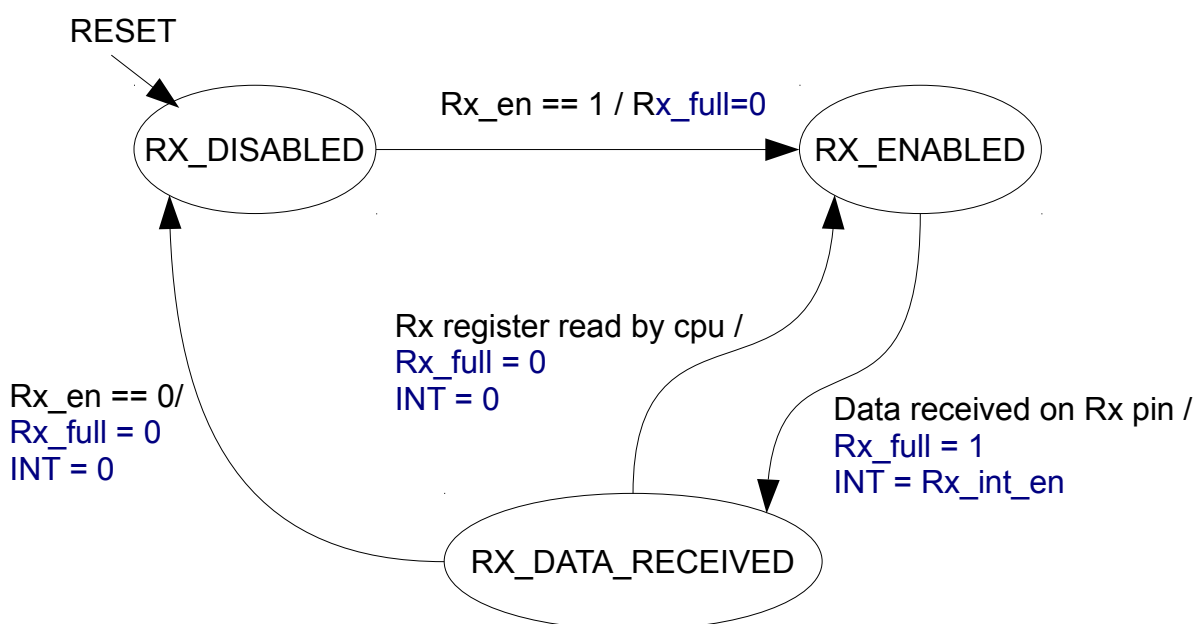 RESET
Rx_en == 1 / Rx_full=0
RX_DISABLED
RX_ENABLED
Rx register read by cpu /
Rx_full = 0
INT = 0
Rx_en == 0/
Rx_full = 0
INT = 0
Data received on Rx pin /
Rx_full = 1
INT = Rx_int_en
RX_DATA_RECEIVED